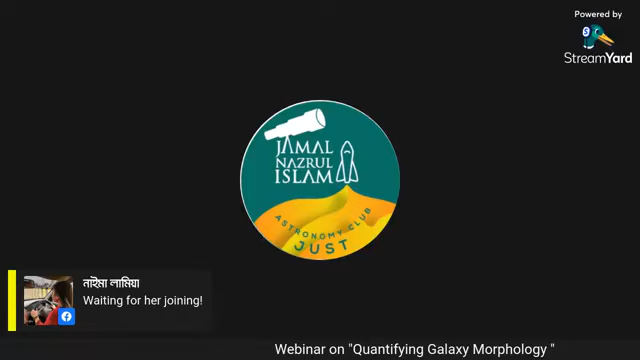 Powered by
StreamYard
JAMAL
NAZRUL
ISLAM
ASTRONOMY CLUB
JUST
নাইমা লামিয়া
Waiting for her joining!
Webinar on "Quantifying Galaxy Morphology "